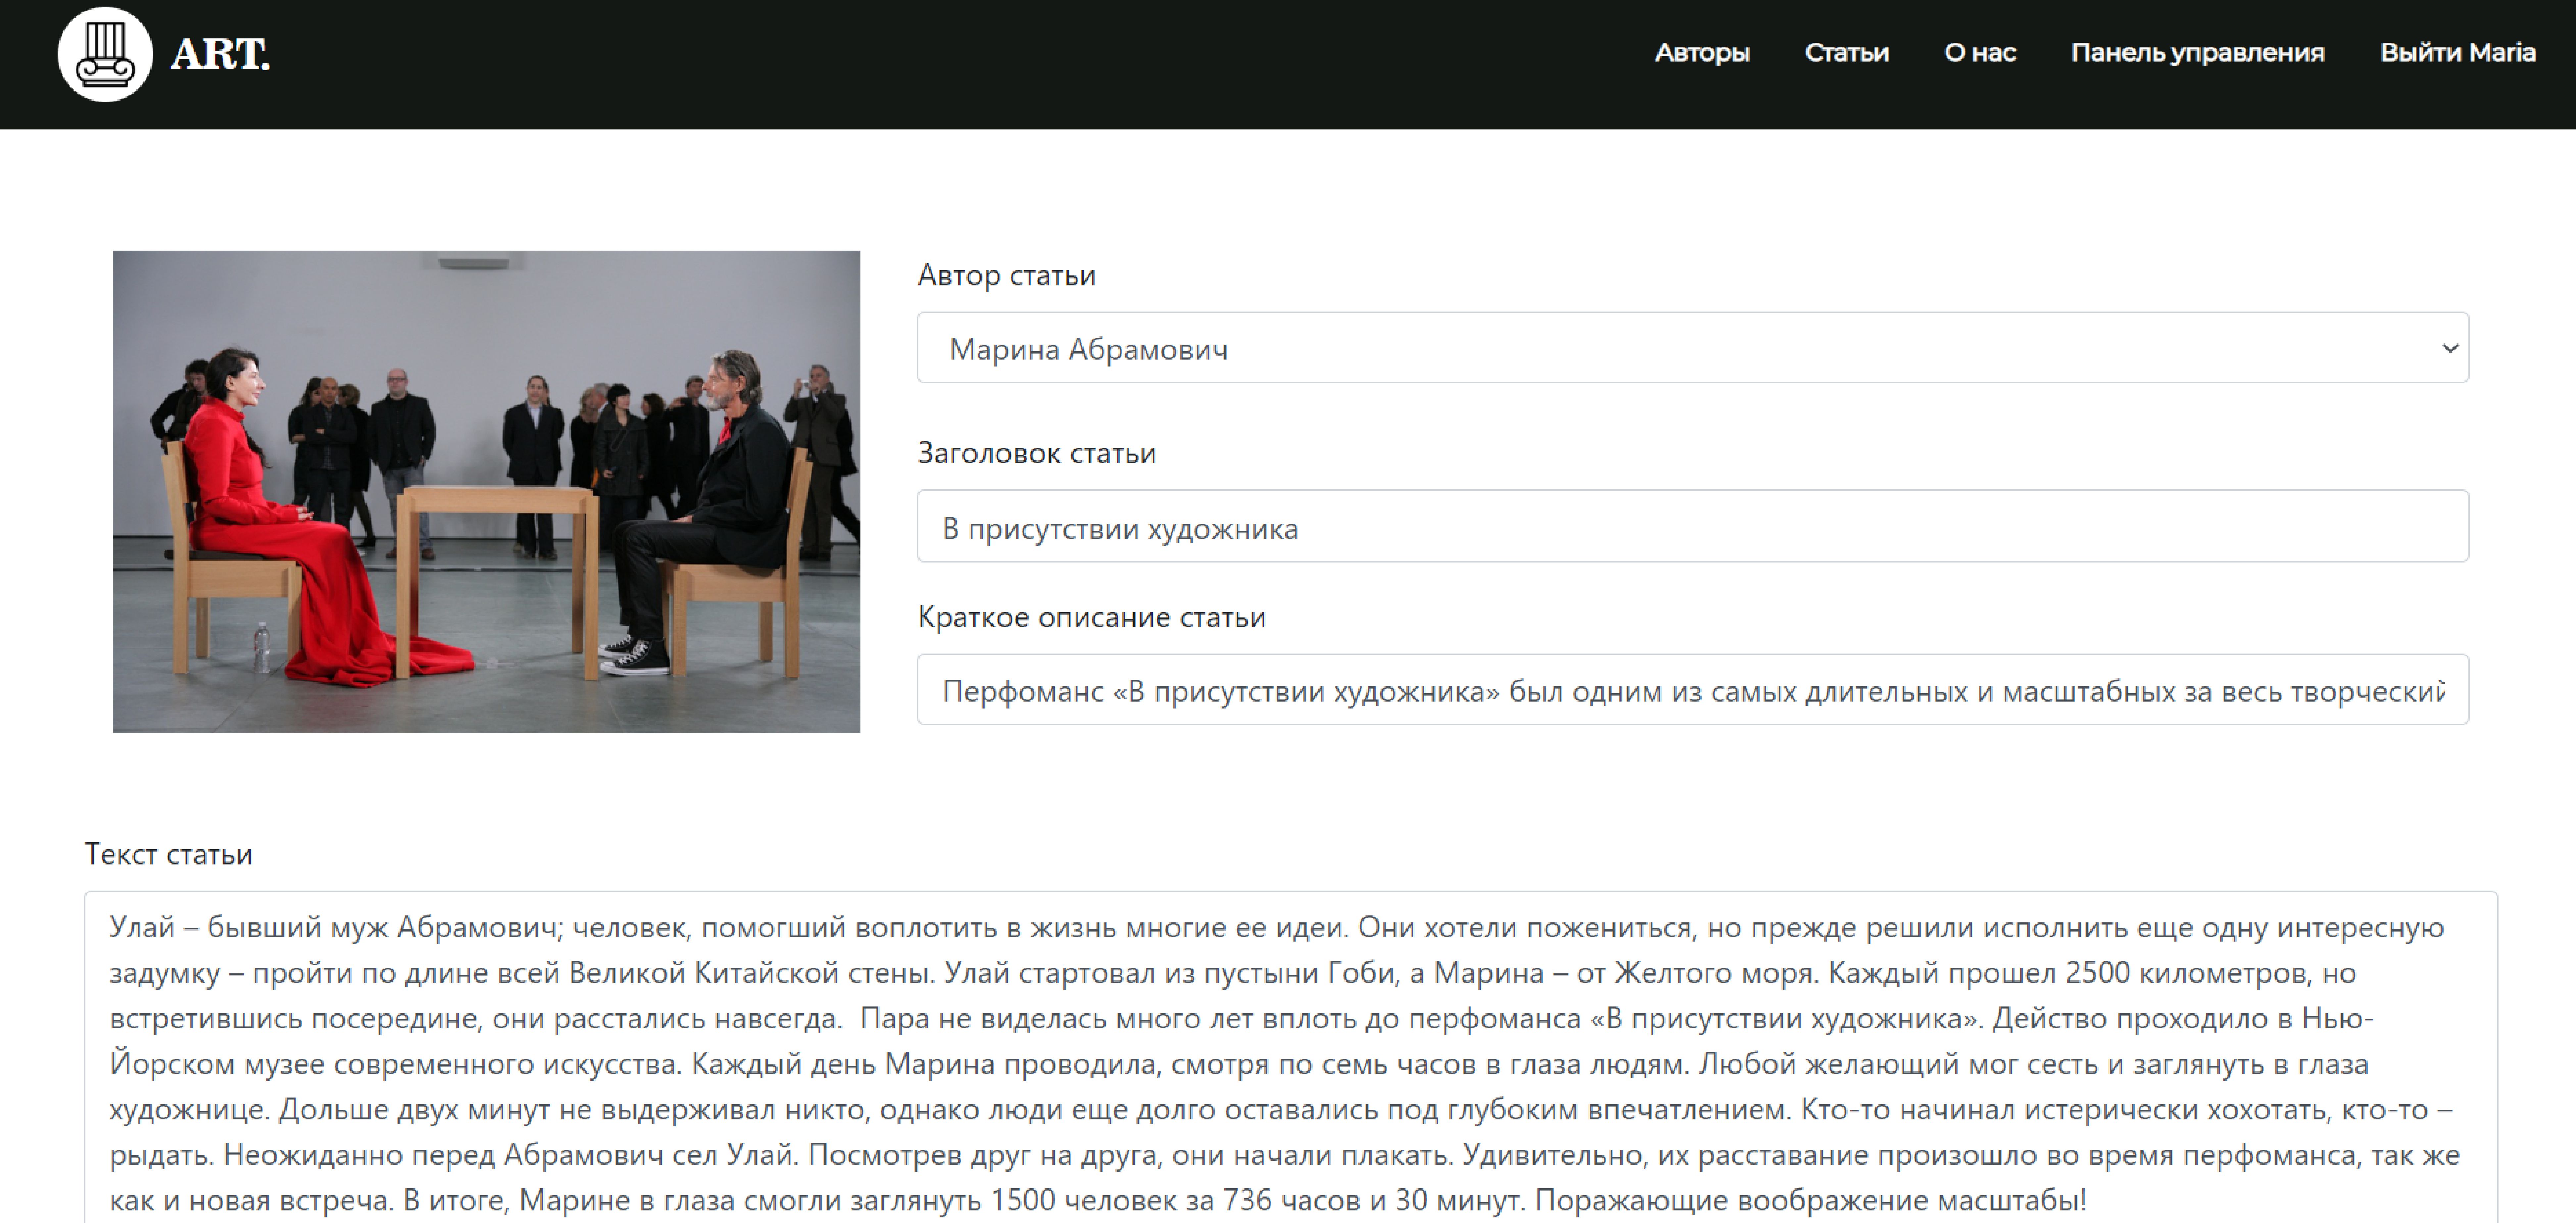 ART.
Авторы Статьи О нас Панель управления Выйти Maria
Автор статьи
Марина Абрамович
Заголовок статьи
В присутствии художника
Краткое описание статьи
Перфоманс «В присутствии художника» был одним из самых длительных и масштабных за весь творческий
Текст статьи
Улай – бывший муж Абрамович; человек, помогший воплотить в жизнь многие ее идеи. Они хотели пожениться, но прежде решили исполнить еще одну интересную
задумку – пройти по длине всей Великой Китайской стены. Улай стартовал из пустыни Гоби, а Марина – от Желтого моря. Каждый прошел 2500 километров, но
встретившись посередине, они расстались навсегда.  Пара не виделась много лет вплоть до перфоманса «В присутствии художника». Действо проходило в Нью-
Йорском музее современного искусства. Каждый день Марина проводила, смотря по семь часов в глаза людям. Любой желающий мог сесть и заглянуть в глаза
художнице. Дольше двух минут не выдерживал никто, однако люди еще долго оставались под глубоким впечатлением. Кто-то начинал истерически хохотать, кто-то –
рыдать. Неожиданно перед Абрамович сел Улай. Посмотрев друг на друга, они начали плакать. Удивительно, их расставание произошло во время перфоманса, так же
как и новая встреча. В итоге, Марине в глаза смогли заглянуть 1500 человек за 736 часов и 30 минут. Поражающие воображение масштабы!